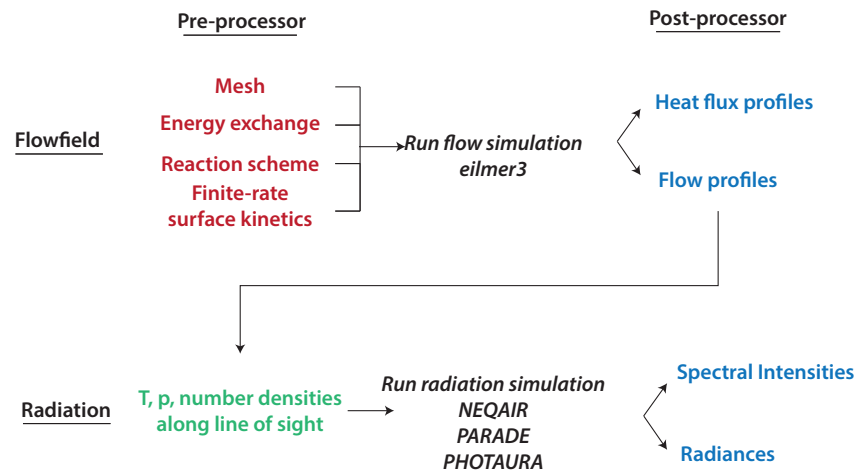 Pre-processor
Post-processor
Flowfield
Mesh
Energy exchange
Reaction scheme
Finite-rate
surface kinetics
Run flow simulation
eilmer3
Heat flux profiles
Flow profiles
Radiation
T, p, number densities
along line of sight
Run radiation simulation
NEQAIR
PARADE
PHOTAURA
Spectral Intensities
Radiances